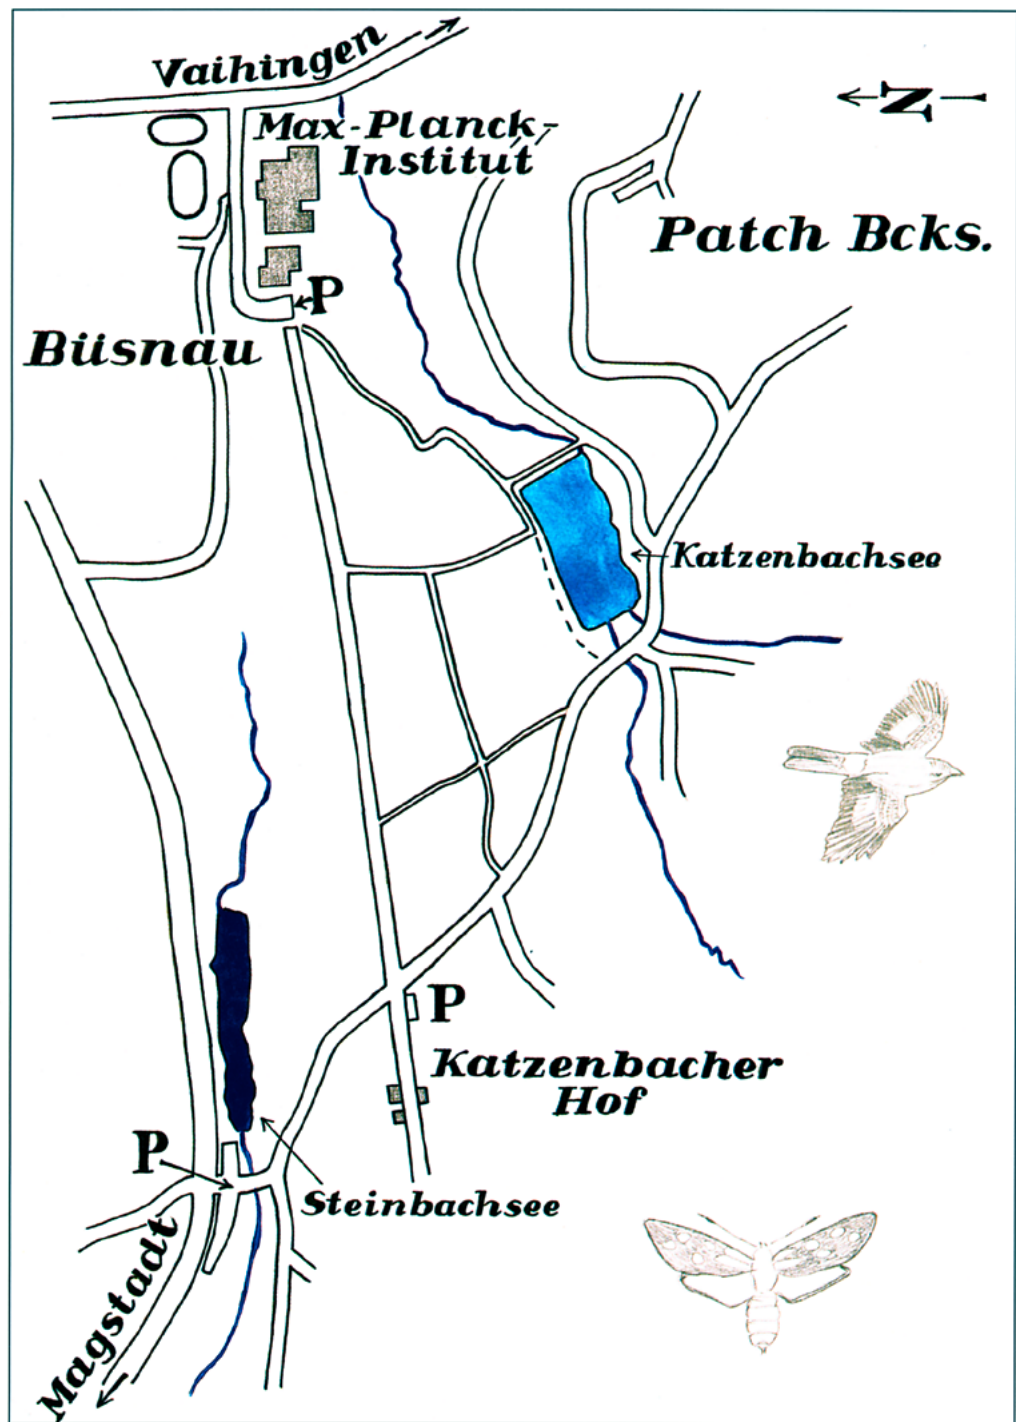 Vaihingen
N
Max-Planck-
Institut
Patch Bcks.
P
Büsnau
Katzenbachsee
P
Katzenbacher
Hof
P
Steinbachsee
Magstadt